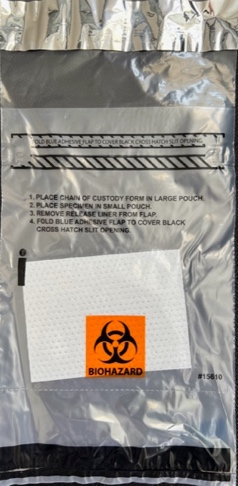 FOLD BLUE ADHESIVE FLAP TO COVER BLACK CROSS HATCH SLIT OPENING.
1. PLACE CHAIN OF CUSTODY FORM IN LARGE POUCH.
2. PLACE SPECIMEN IN SMALL POUCH.
3. REMOVE RELEASE LINER FROM FLAP.
4. FOLD BLUE ADHESIVE FLAP TO COVER BLACK
CROSS HATCH SLIT OPENING.
BIOHAZARD
#15610